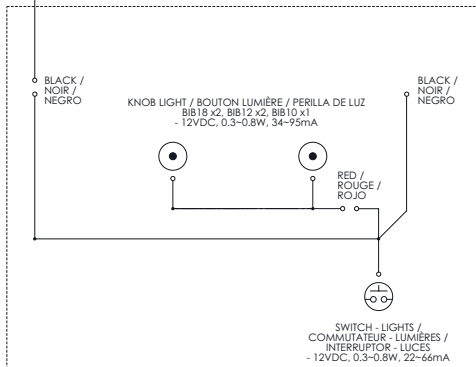 BLACK /
NOIR /
NEGRO
BLACK /
NOIR /
NEGRO
KNOB LIGHT / BOUTON LUMIÈRE / PERILLA DE LUZ
BIB18 x2, BIB12 x2, BIB10 x1
- 12VDC, 0.3~0.8W, 34~95mA
RED /
ROUGE /
ROJO
SWITCH - LIGHTS /
COMMUTATEUR - LUMIÈRES /
INTERRUPTOR - LUCES
- 12VDC, 0.3~0.8W, 22~66mA